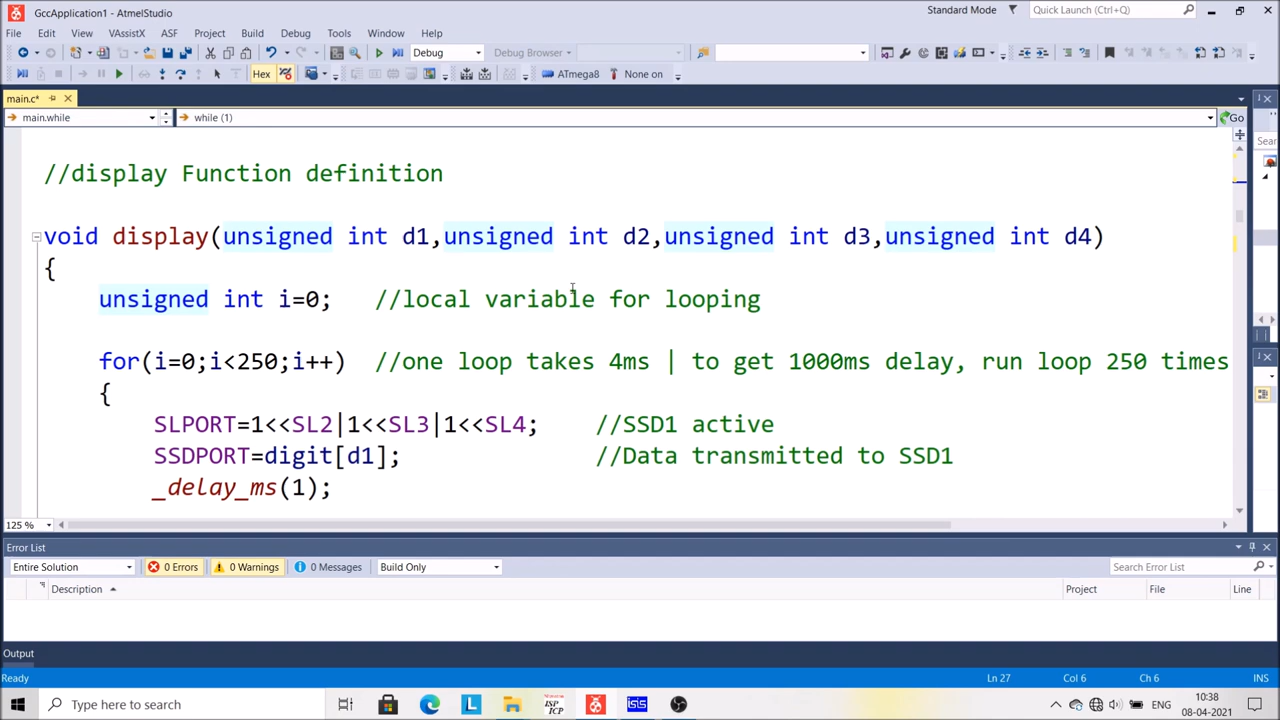 GccApplication1 - AtmelStudio
Standard Mode
Quick Launch (Ctrl+Q)
File Edit View VAssistX ASF Project Build Debug Tools Window Help
Debug
Debug Browser
Hex
ATmega8
None on
main.c*
main.while
while (1)
Go
Sear
//display Function definition
void display(unsigned int d1,unsigned int d2,unsigned int d3,unsigned int d4)
{
unsigned int i=0; //local variable for looping
for(i=0;i<250;i++) //one loop takes 4ms | to get 1000ms delay, run loop 250 times
{
SLPORT=1<<SL2|1<<SL3|1<<SL4; //SSD1 active
SSDPORT=digit[d1]; //Data transmitted to SSD1
_delay_ms(1);
125 %
Error List
Entire Solution
0 Errors
0 Warnings
0 Messages
Build Only
Search Error List
Description
Project
File
Line
Output
Ready
Ln 27
Col 6
Ch 6
INS
Type here to search
L
ISP
TCP
isis
ENG
10:38
08-04-2021